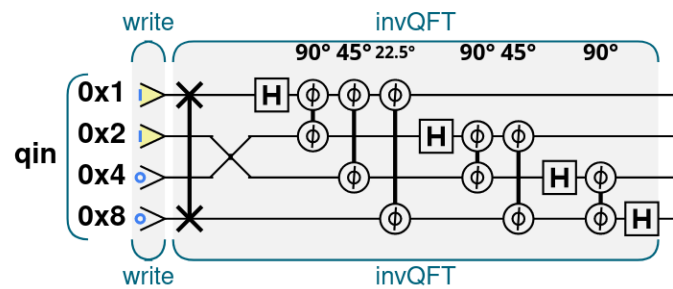 write invQFT
90° 45° 22.5° 90° 45° 90°
0x1 H ϕ ϕ ϕ
0x2 ϕ H ϕ ϕ
qin
0x4 ϕ ϕ H ϕ
0x8 ϕ ϕ ϕ H
write invQFT